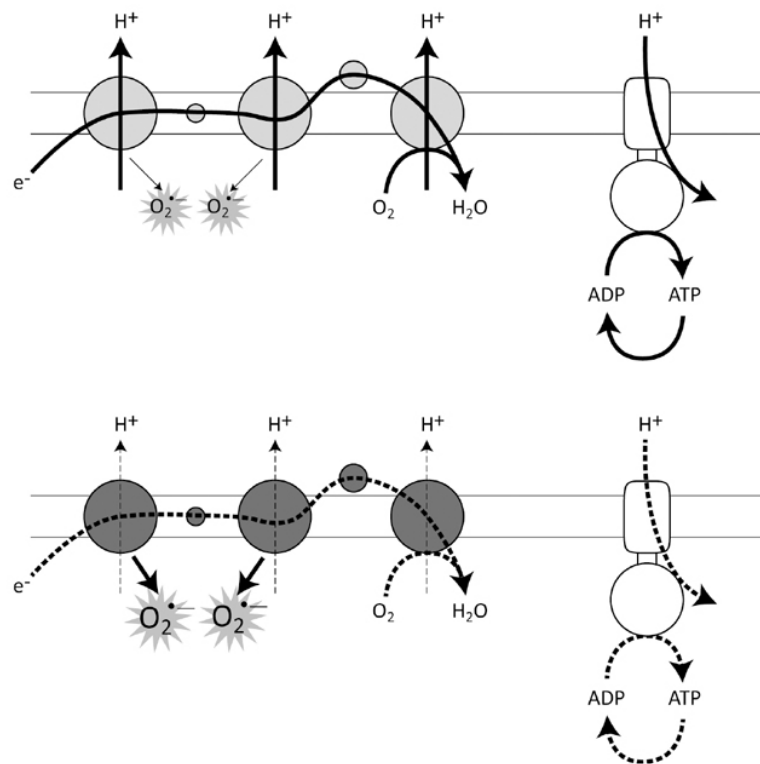 H⁺ H⁺ H⁺ H⁺
e⁻
O₂•⁻ O₂•⁻
O₂ H₂O
ADP ATP
H⁺ H⁺ H⁺ H⁺
e⁻
O₂•⁻ O₂•⁻
O₂ H₂O
ADP ATP